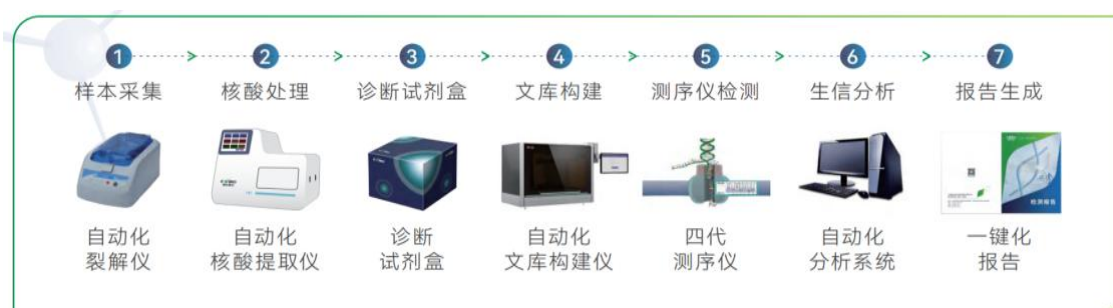 1
2
3
4
5
6
7
样本采集
核酸处理
诊断试剂盒
文库构建
测序仪检测
生信分析
报告生成
检测报告
自动化
裂解仪
自动化
核酸提取仪
诊断
试剂盒
自动化
文库构建仪
四代
测序仪
自动化
分析系统
一键化
报告